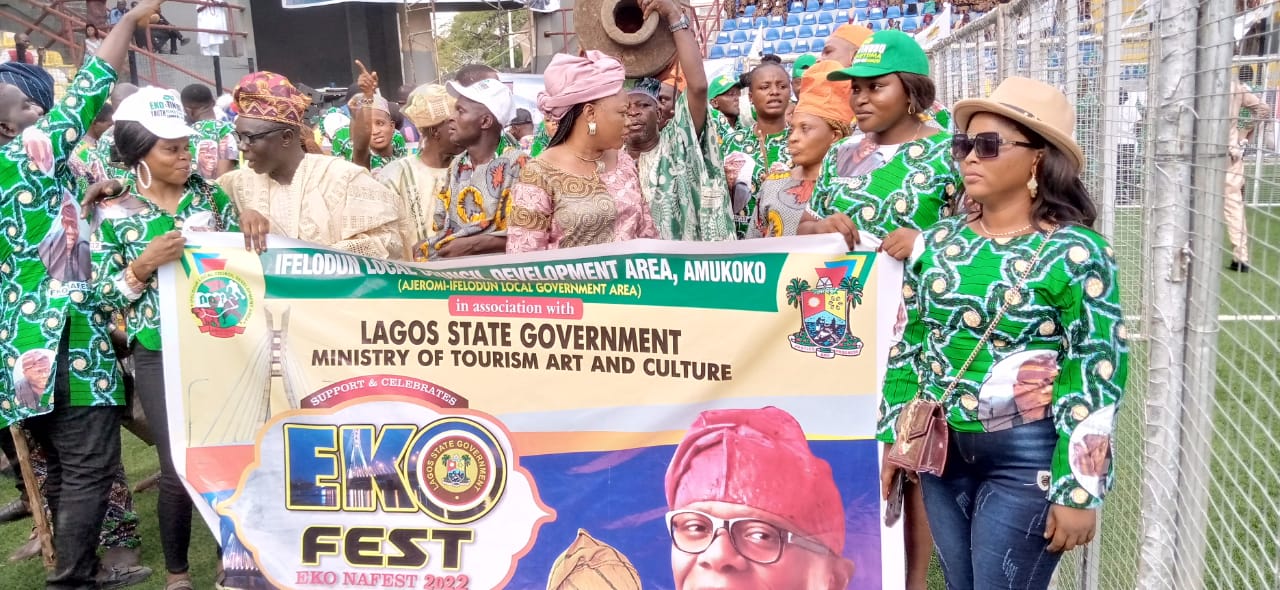 IFELODUN LOCAL COUNCIL DEVELOPMENT AREA, AMUKOKO
(AJEROMI-IFELODUN LOCAL GOVERNMENT AREA)
in association with
LAGOS STATE GOVERNMENT
MINISTRY OF TOURISM ART AND CULTURE
SUPPORT & CELEBRATES
EKO
LAGOS STATE GOVERNMENT
FEST
EKO NAFEST 2022